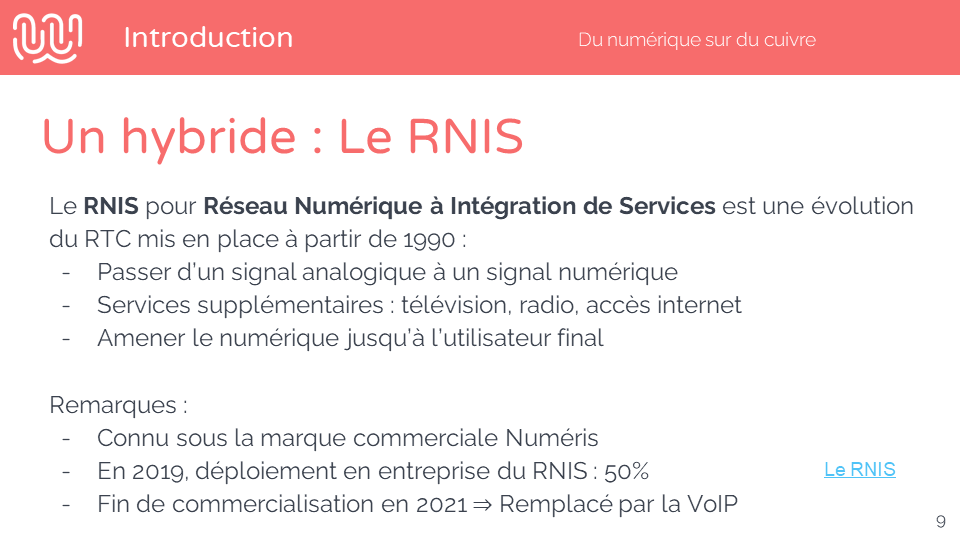 Introduction
Du numérique sur du cuivre
Un hybride : Le RNIS
Le RNIS pour Réseau Numérique à Intégration de Services est une évolution
du RTC mis en place à partir de 1990 :
- Passer d’un signal analogique à un signal numérique
- Services supplémentaires : télévision, radio, accès internet
- Amener le numérique jusqu’à l’utilisateur final
Remarques :
- Connu sous la marque commerciale Numéris
- En 2019, déploiement en entreprise du RNIS : 50%
Le RNIS
- Fin de commercialisation en 2021 ⇒ Remplacé par la VoIP
9